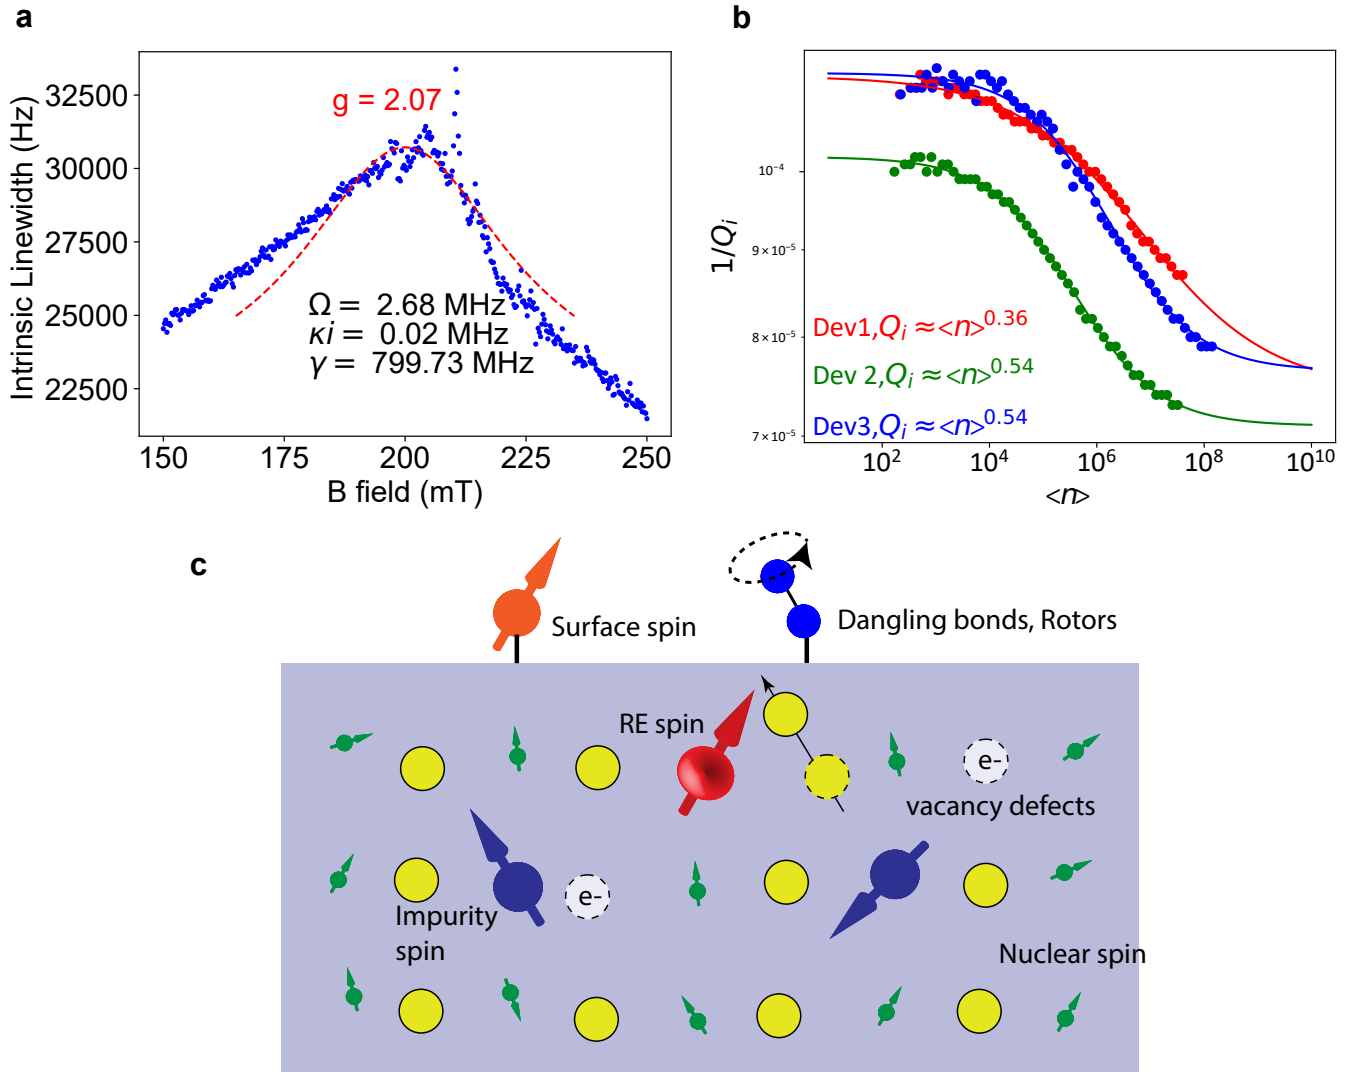 a
Intrinsic Linewidth (Hz)
32500
30000
27500
25000
22500
g = 2.07
Ω = 2.68 MHz
κi = 0.02 MHz
γ = 799.73 MHz
150 175 200 225 250
B field (mT)
b
1/Qᵢ
10⁻⁴
9 × 10⁻⁵
8 × 10⁻⁵
7 × 10⁻⁵
Dev1,Qᵢ ≈<n>^0.36
Dev 2,Qᵢ ≈<n>^0.54
Dev3,Qᵢ ≈<n>^0.54
10² 10⁴ 10⁶ 10⁸ 10¹⁰
<n>
c
Surface spin
Dangling bonds, Rotors
RE spin
e-
vacancy defects
e-
Impurity
spin
Nuclear spin